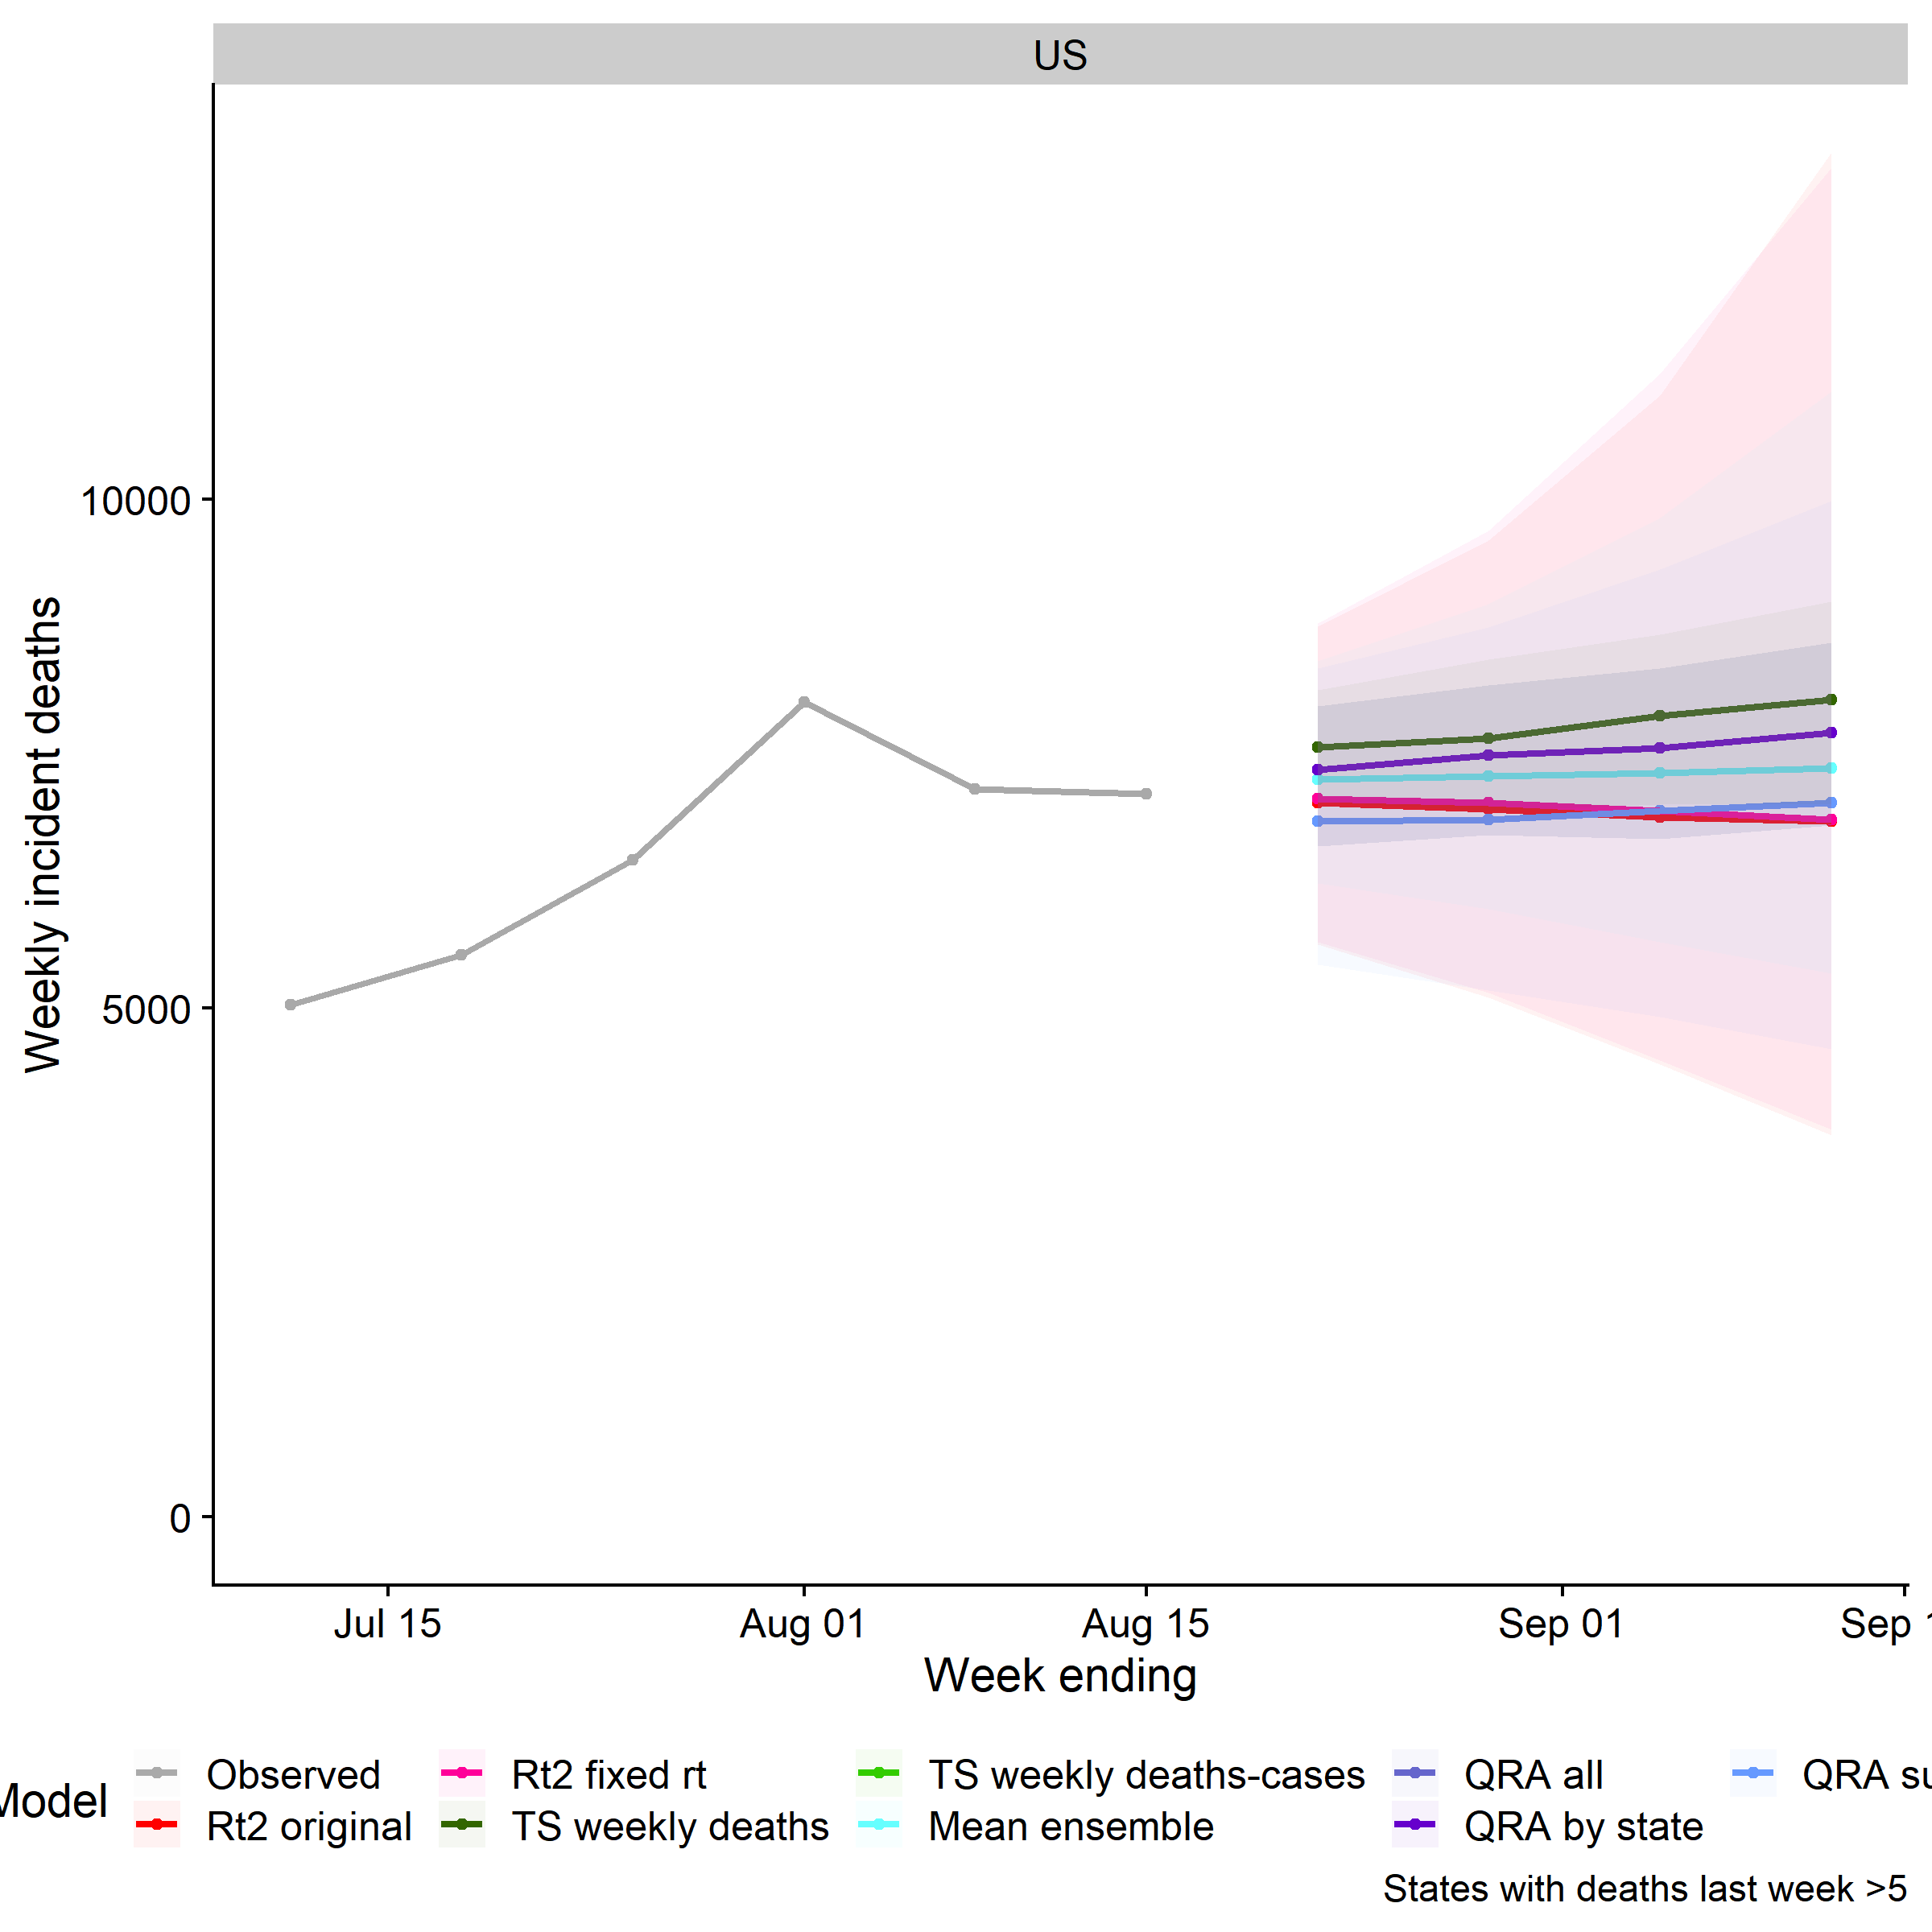 US
Weekly incident deaths
10000
5000
0
Jul 15
Aug 01
Aug 15
Sep 01
Sep
Week ending
Model
Observed
Rt2 fixed rt
TS weekly deaths-cases
QRA all
QRA
Rt2 original
TS weekly deaths
Mean ensemble
QRA by state
States with deaths last week >5